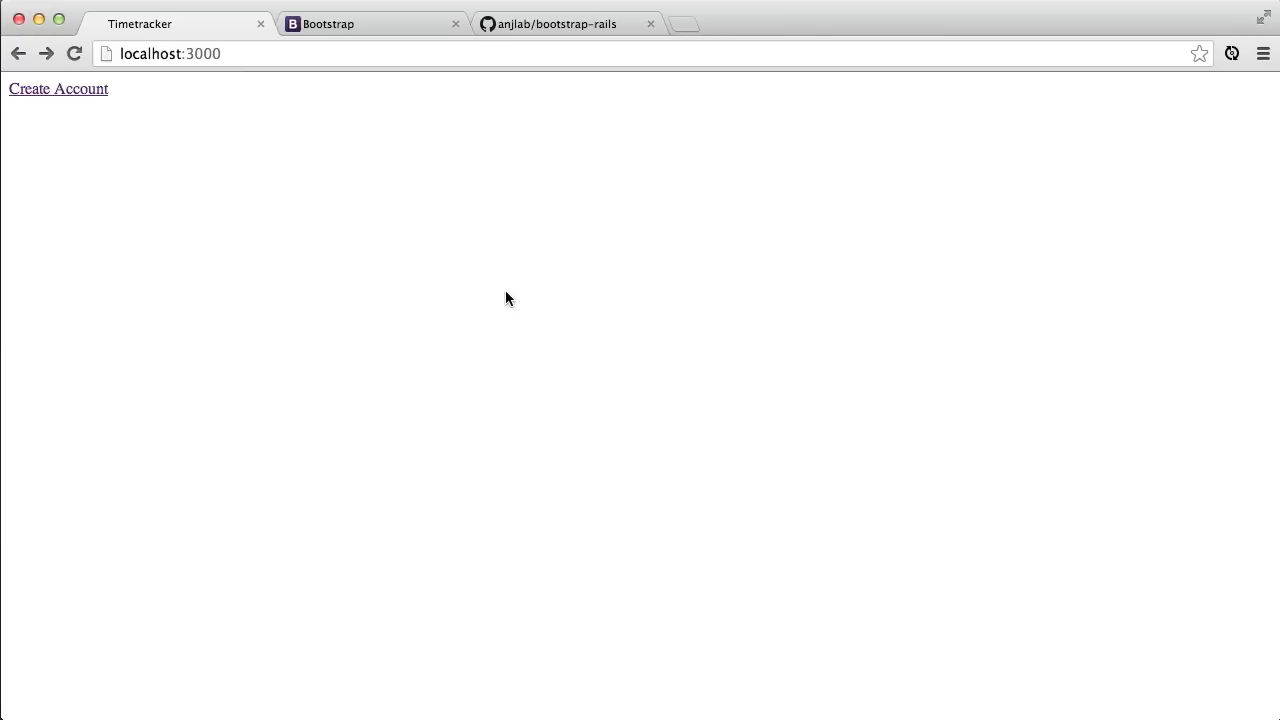 Timetracker
Bootstrap
anjlab/bootstrap-rails
localhost:3000
Create Account